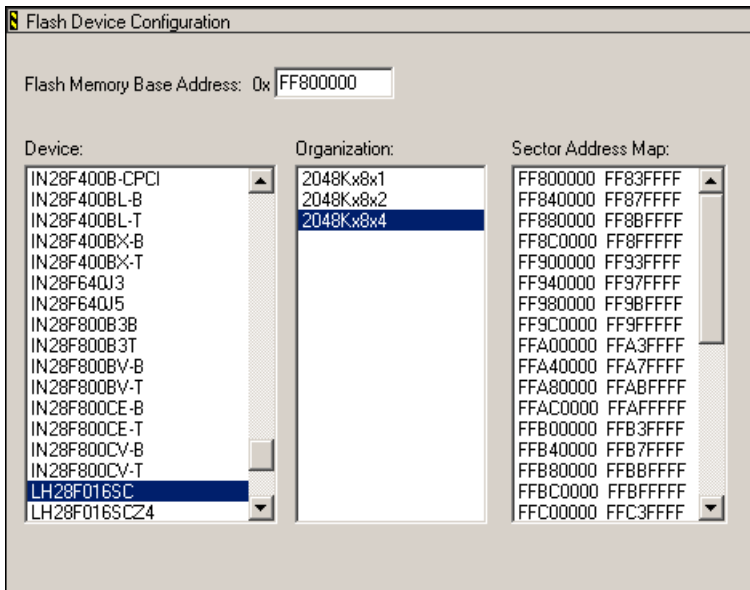 Flash Device Configuration
Flash Memory Base Address: 0x FF800000
Device:
IN28F400B-CPCI
IN28F400BL-B
IN28F400BL-T
IN28F400BX-B
IN28F400BX-T
IN28F640J3
IN28F640J5
IN28F800B3B
IN28F800B3T
IN28F800BV-B
IN28F800BV-T
IN28F800CE-B
IN28F800CE-T
IN28F800CV-B
IN28F800CV-T
LH28F016SC
LH28F016SCZ4
Organization:
2048Kx8x1
2048Kx8x2
2048Kx8x4
Sector Address Map:
FF800000 FF83FFFF
FF840000 FF87FFFF
FF880000 FF8BFFFF
FF8C0000 FF8FFFFF
FF900000 FF93FFFF
FF940000 FF97FFFF
FF980000 FF9BFFFF
FF9C0000 FF9FFFFF
FFA00000 FFA3FFFF
FFA40000 FFA7FFFF
FFA80000 FFABFFFF
FFAC0000 FFAFFFFF
FFB00000 FFB3FFFF
FFB40000 FFB7FFFF
FFB80000 FFBBFFFF
FFBC0000 FFBFFFFF
FFC00000 FFC3FFFF